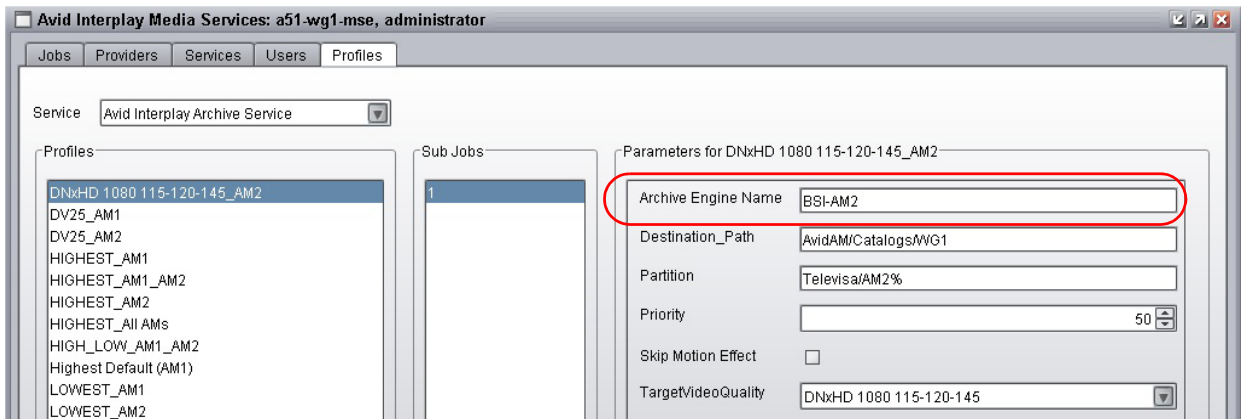 Avid Interplay Media Services: a51-wg1-mse, administrator
Jobs Providers Services Users Profiles
Service Avid Interplay Archive Service
Profiles
DNxHD 1080 115-120-145_AM2
DV25_AM1
DV25_AM2
HIGHEST_AM1
HIGHEST_AM1_AM2
HIGHEST_AM2
HIGHEST_All AMs
HIGH_LOW_AM1_AM2
Highest Default (AM1)
LOWEST_AM1
LOWEST_AM2
Sub Jobs
1
Parameters for DNxHD 1080 115-120-145_AM2
Archive Engine Name BSI-AM2
Destination_Path AvidAM/Catalogs/WG1
Partition Televisa/AM2%
Priority 50
Skip Motion Effect
TargetVideoQuality DNxHD 1080 115-120-145